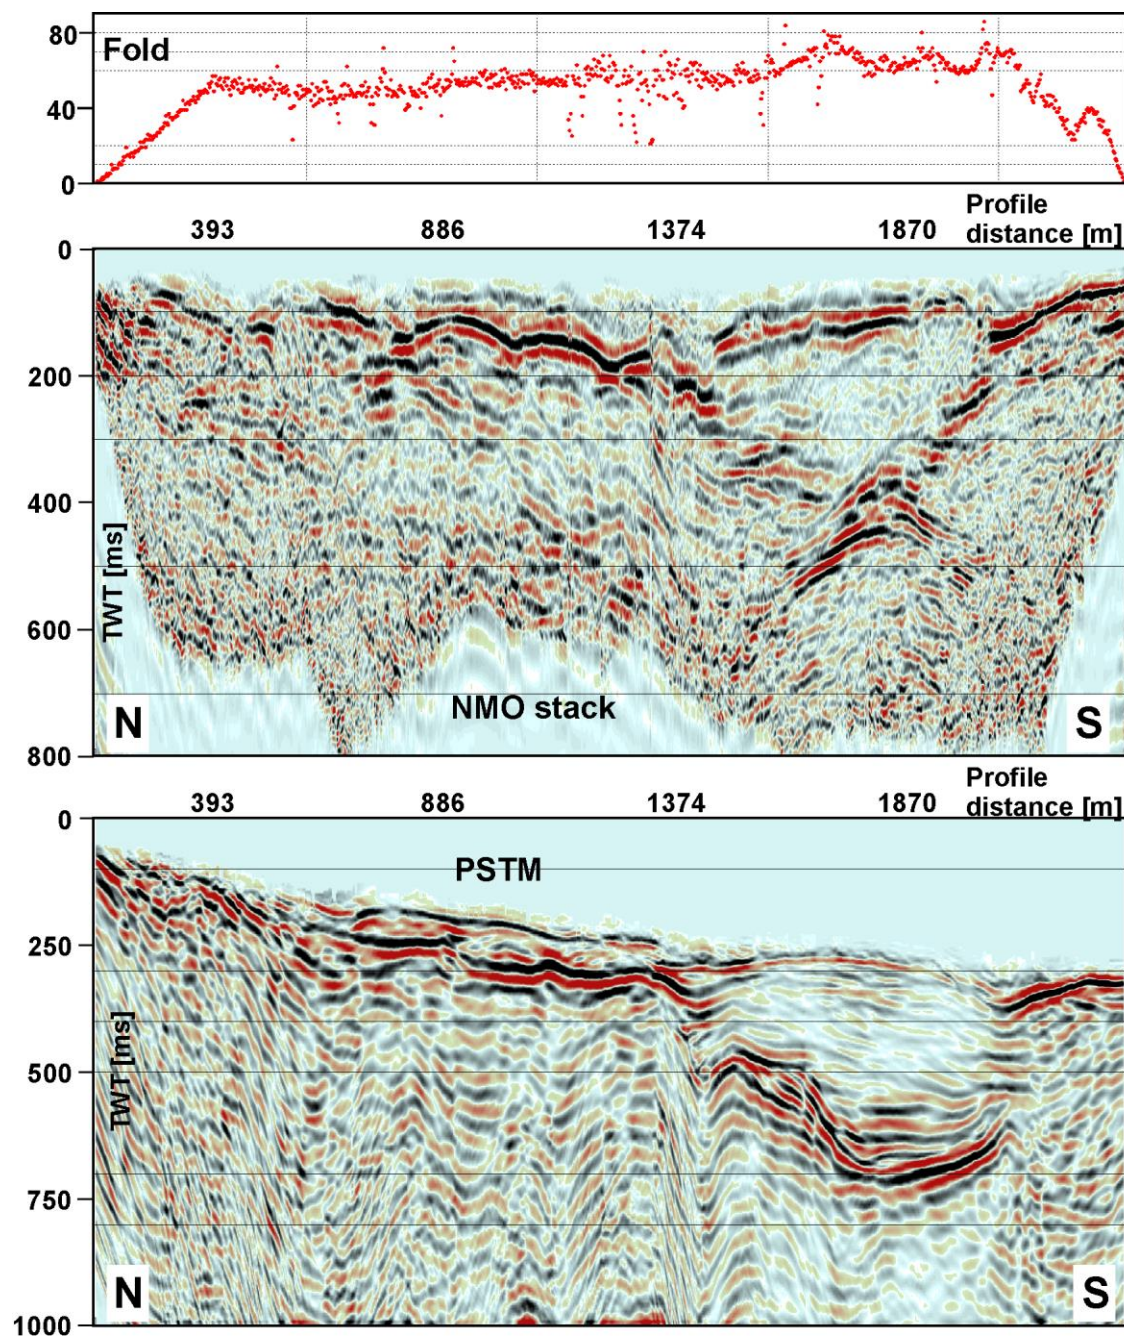 80
Fold
40
0
393 886 1374 1870 Profile
distance [m]
0
200
400
TWT [ms]
600
NMO stack
N S
800
393 886 1374 1870 Profile
distance [m]
0
PSTM
250
500
TWT [ms]
750
N S
1000